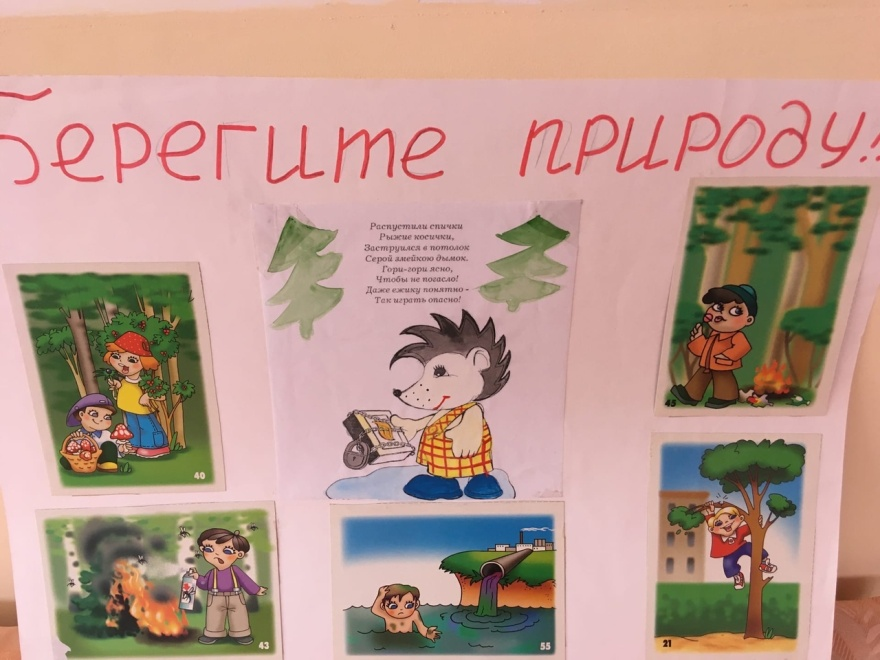 Берегите природу!!
Распустили спички
Рыжие косички,
Заструился в потолок
Серой змейкою дымок.
Гори-гори ясно,
Чтобы не погасло!
Даже ежику понятно -
Так играть опасно!
40
45
43
55
21